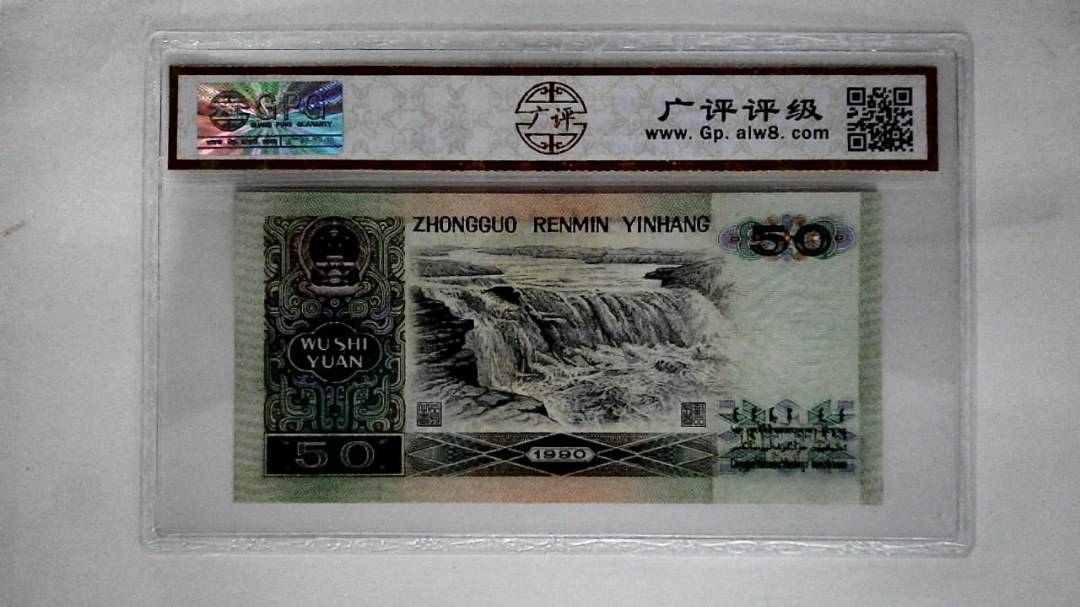 GPG
广评
广评评级
www. Gp. alw8. com
ZHONGGUO RENMIN YINHANG
50
WU SHI
YUAN
50
1990